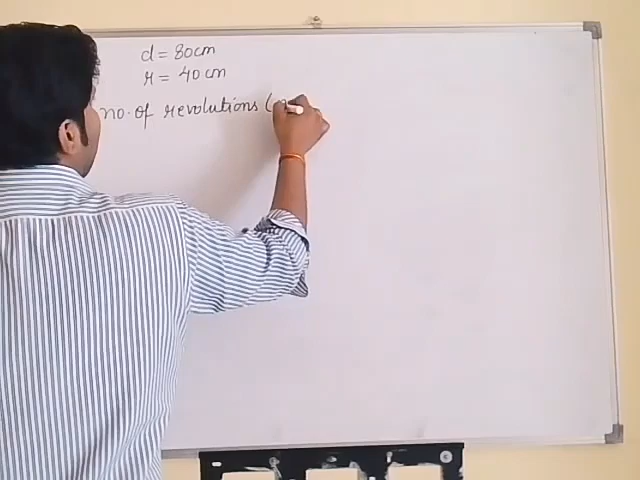 d = 80cm
r = 40 cm
no. of revolutions (